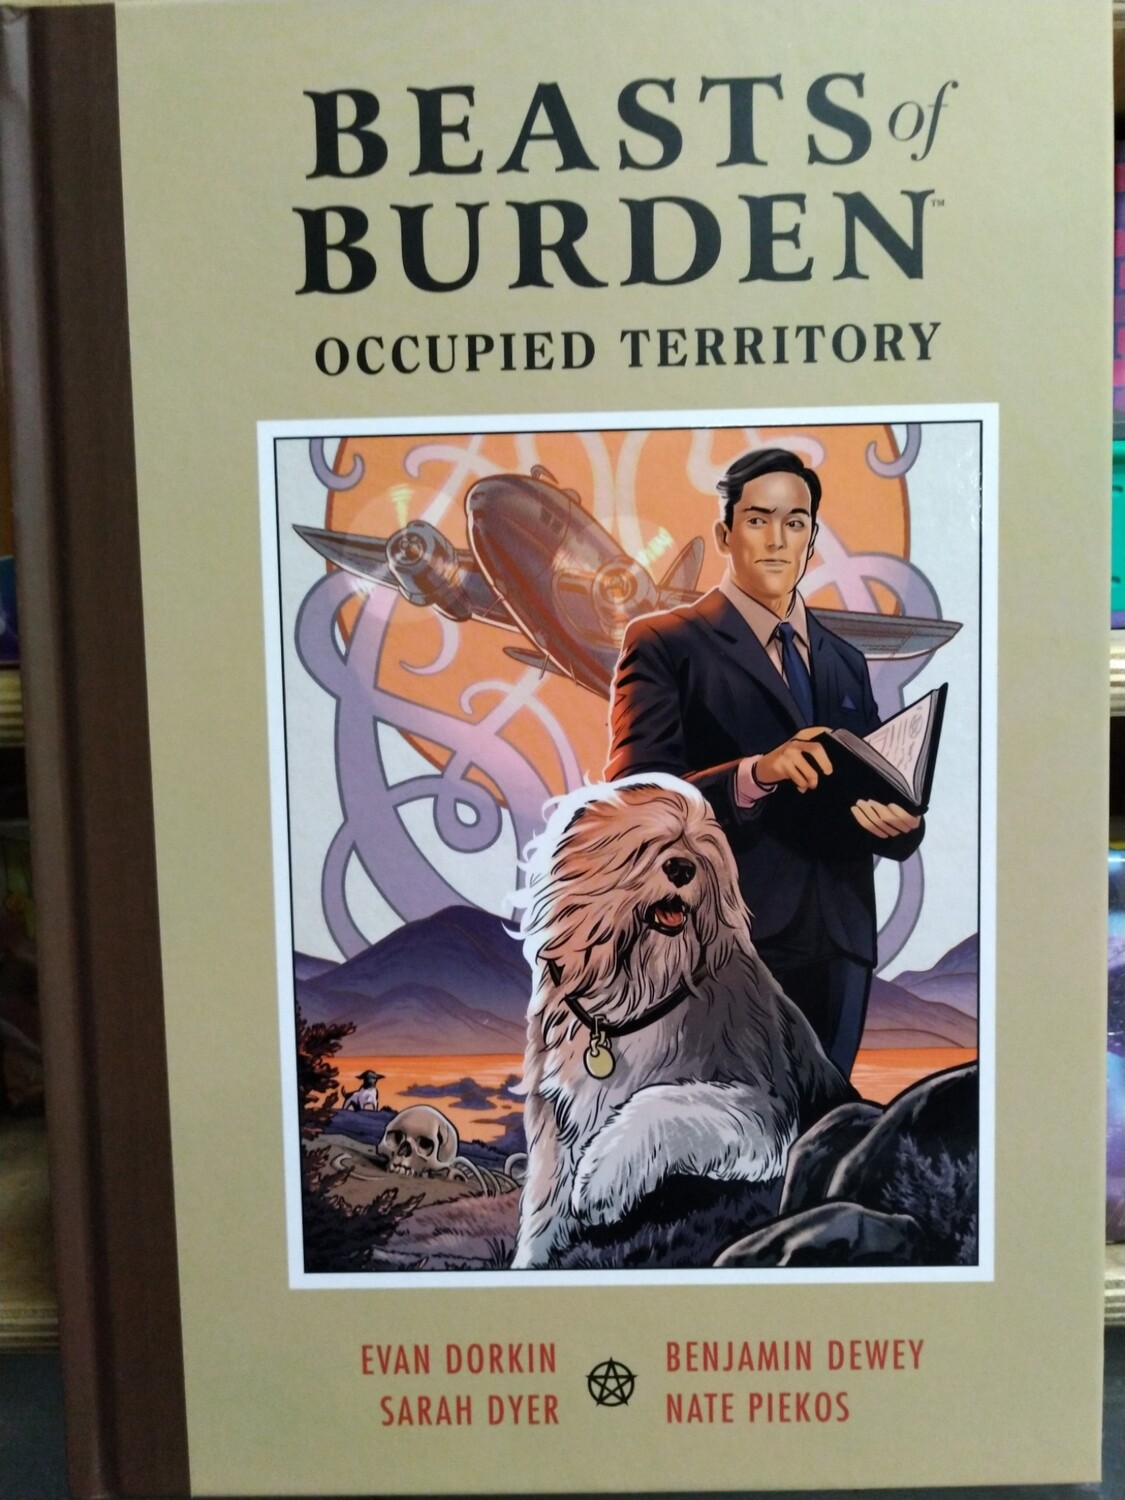 BEASTS of
BURDEN™
OCCUPIED TERRITORY
EVAN DORKIN
SARAH DYER
BENJAMIN DEWEY
NATE PIEKOS